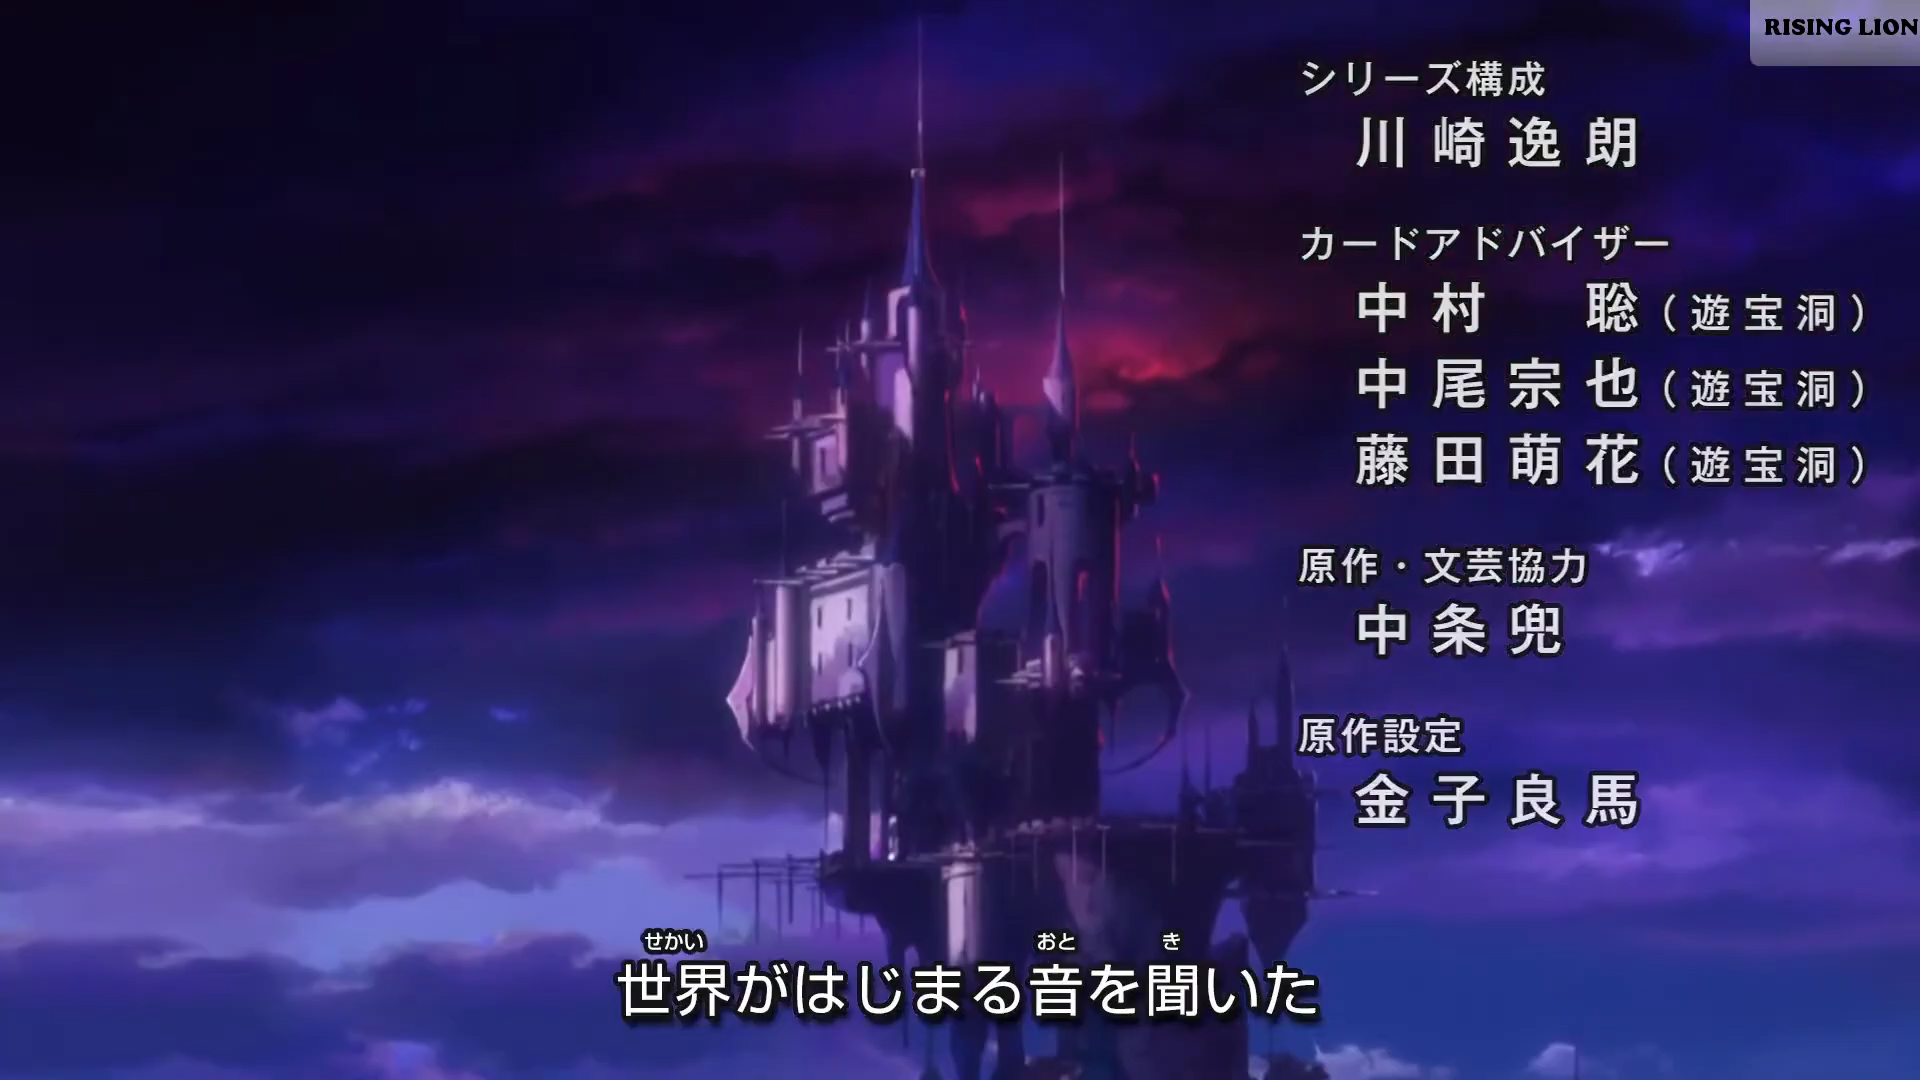 RISING LION
シリーズ構成
川崎逸朗
カードアドバイザー
中村 聡（遊宝洞）
中尾宗也（遊宝洞）
藤田萌花（遊宝洞）
原作・文芸協力
中条兜
原作設定
金子良馬
せかい おと き
世界がはじまる音を聞いた